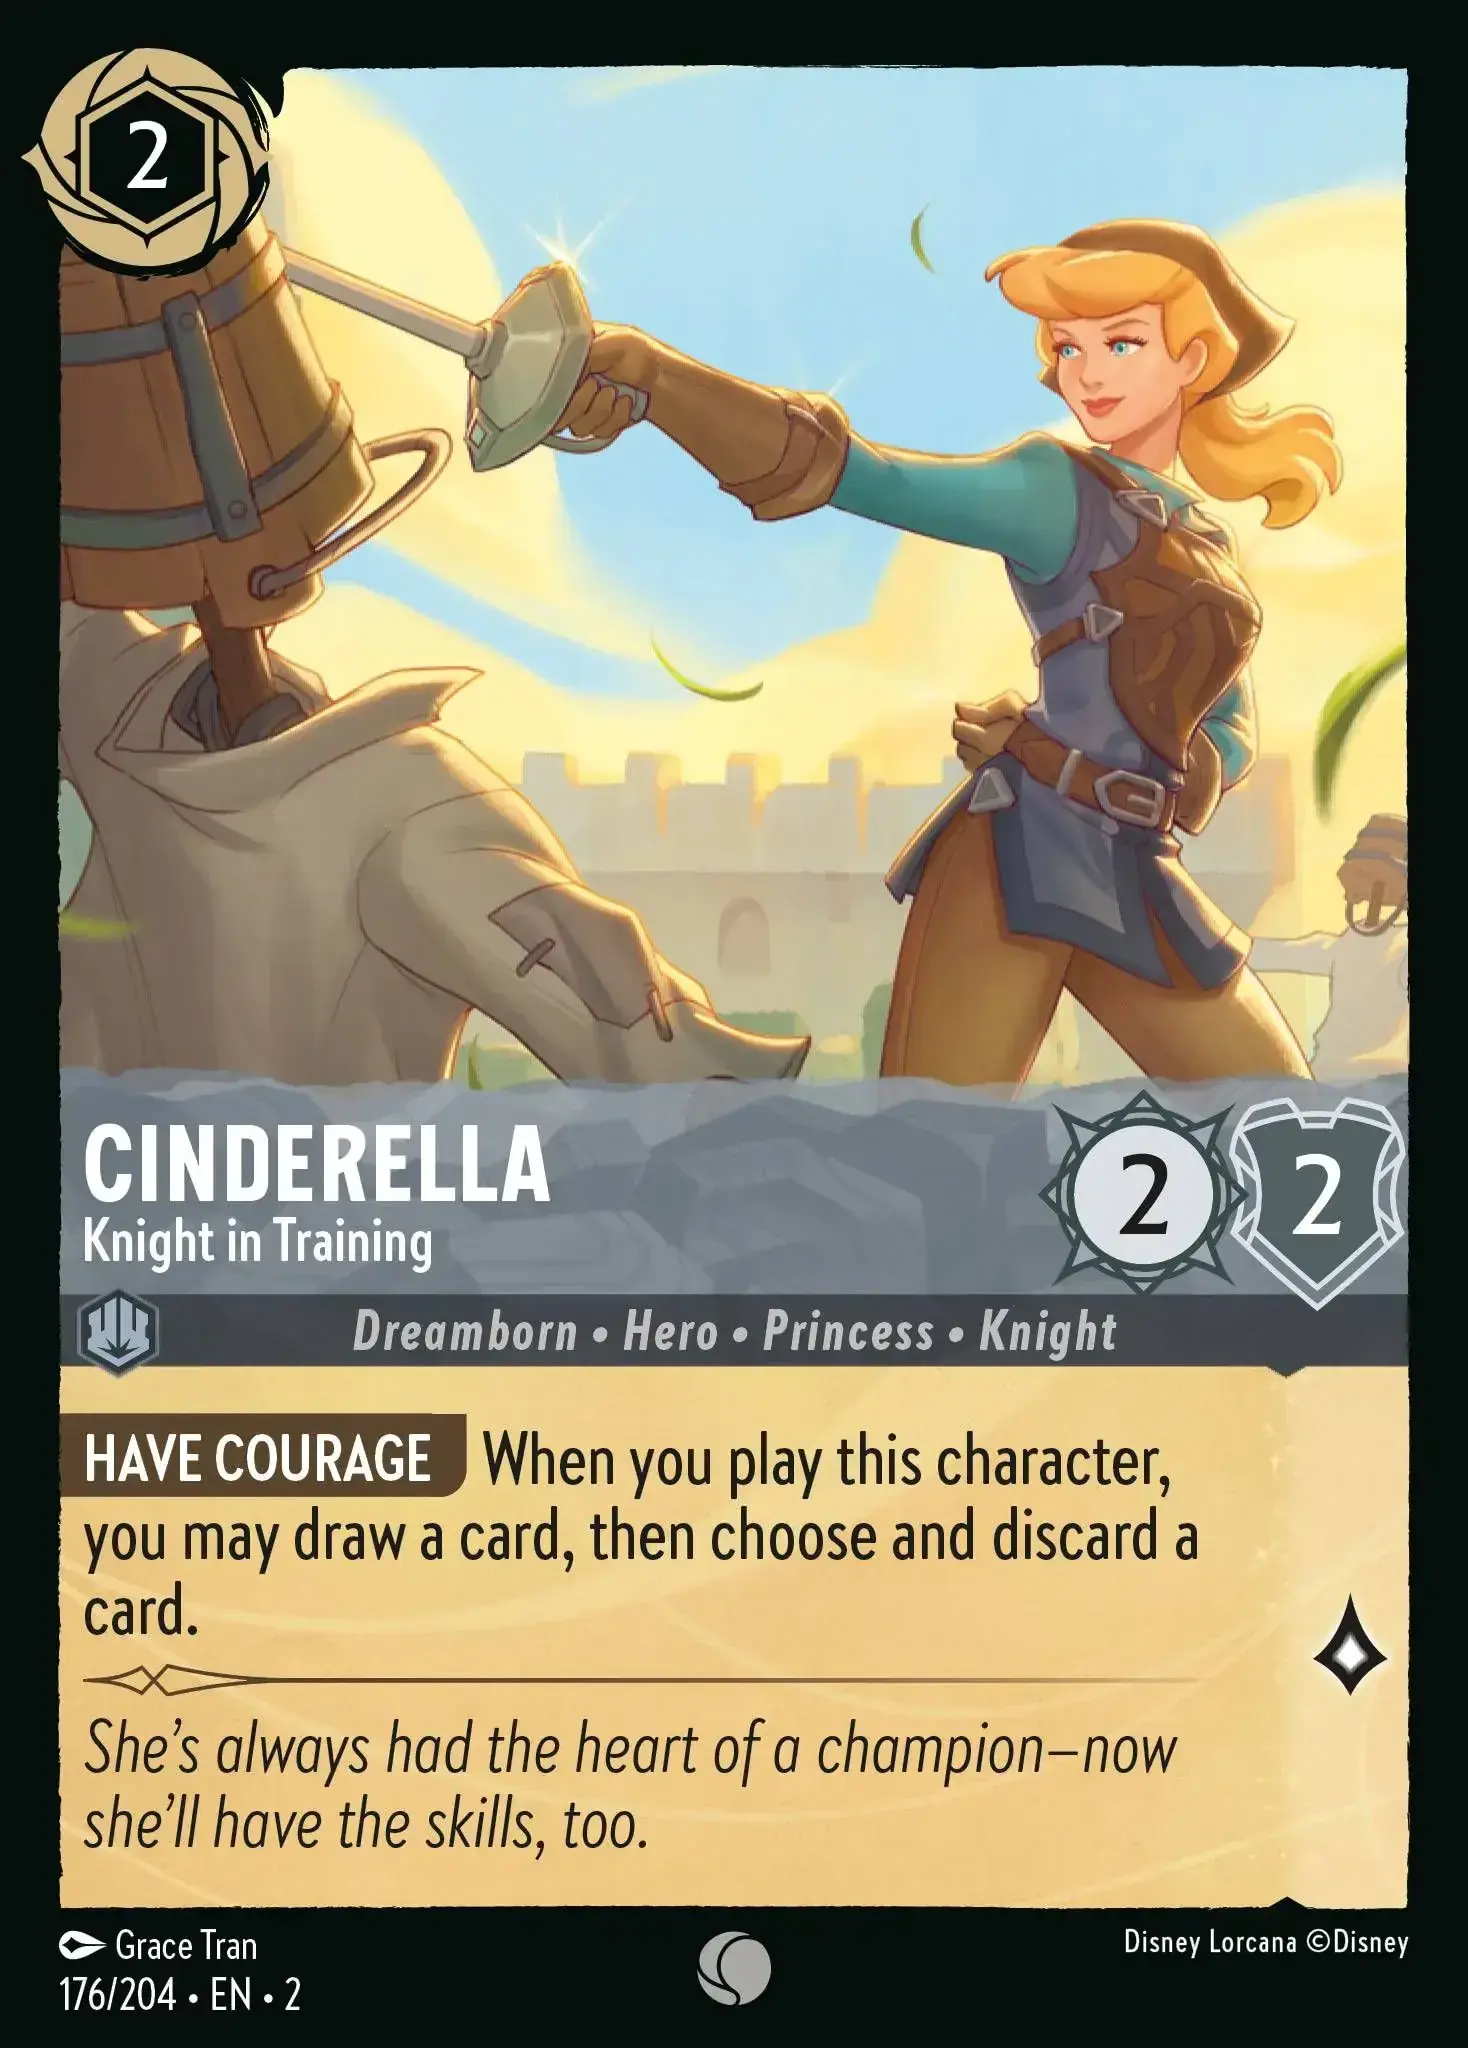 2
CINDERELLA
Knight in Training
2
2
Dreamborn • Hero • Princess • Knight
HAVE COURAGE When you play this character,
you may draw a card, then choose and discard a
card.
She’s always had the heart of a champion—now
she’ll have the skills, too.
Grace Tran
Disney Lorcana ©Disney
176/204 • EN • 2